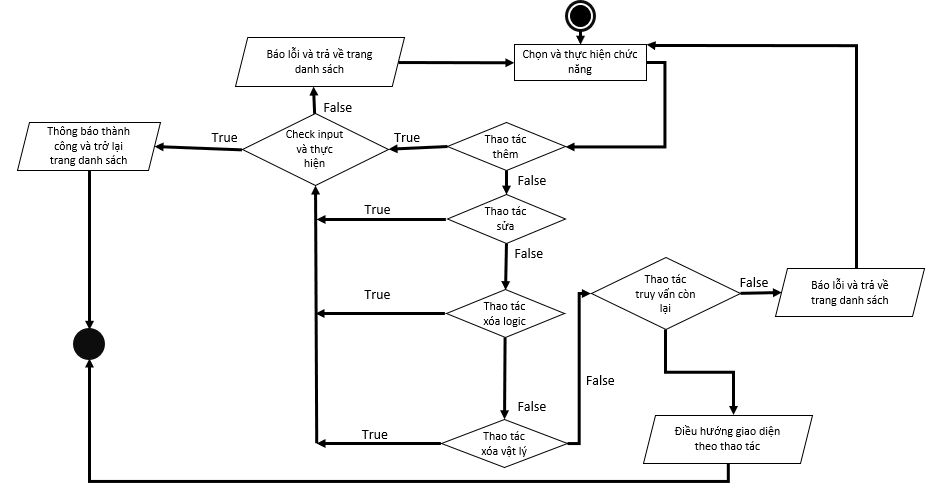 Chọn và thực hiện chức
năng
Báo lỗi và trả về trang
danh sách
False
Check input
và thực
hiện
True
Thông báo thành
công và trở lại
trang danh sách
True
Thao tác
thêm
False
Thao tác
sửa
True
False
Thao tác
xóa logic
True
False
Thao tác
xóa vật lý
True
False
Thao tác
truy vấn còn
lại
False
Báo lỗi và trả về
trang danh sách
Điều hướng giao diện
theo thao tác